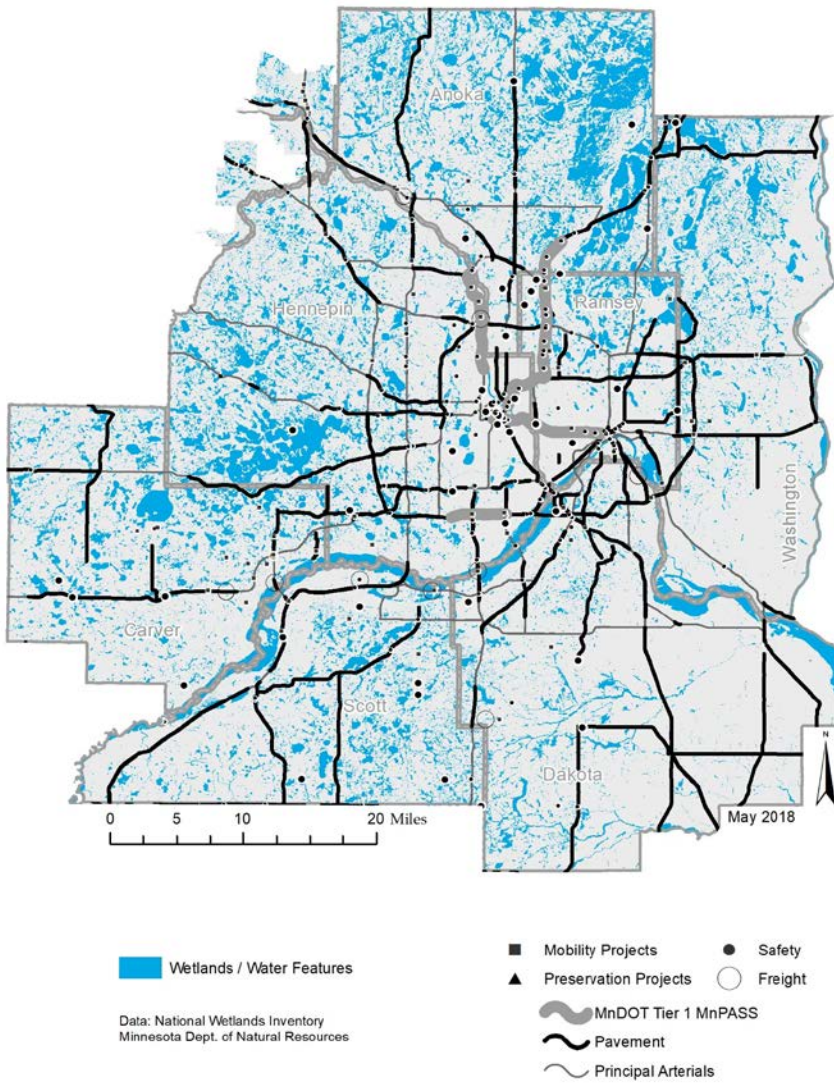 Anoka
Hennepin
Ramsey
Washington
Carver
Scott
Dakota
N
0 5 10 20 Miles
May 2018
Wetlands / Water Features
Data: National Wetlands Inventory
Minnesota Dept. of Natural Resources
Mobility Projects
Safety
Preservation Projects
Freight
MnDOT Tier 1 MnPASS
Pavement
Principal Arterials